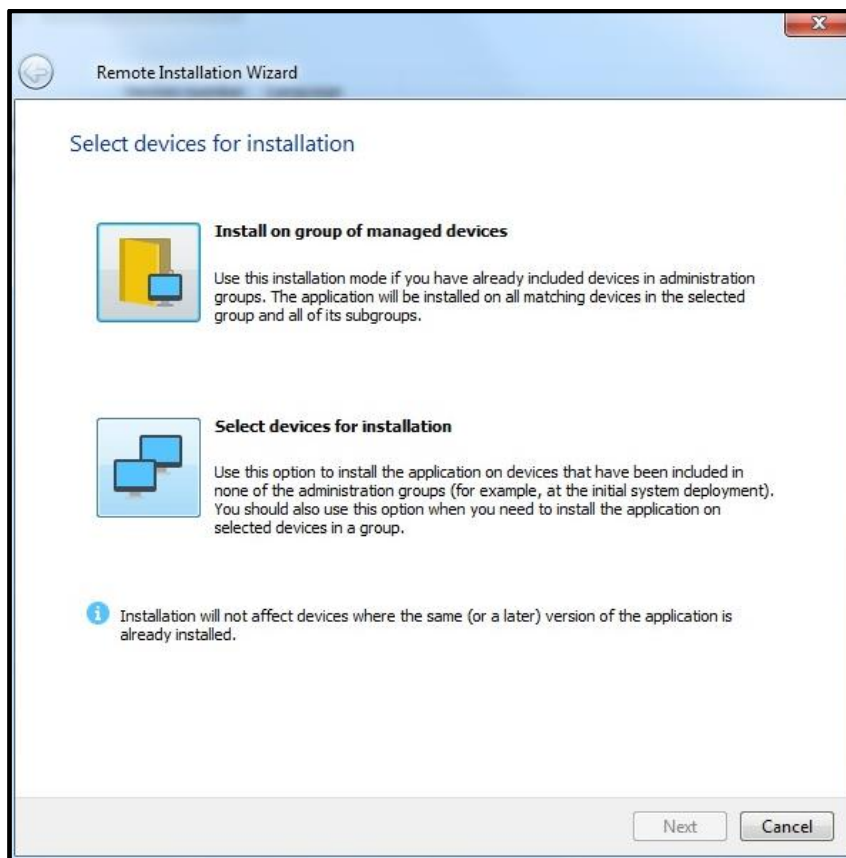 Remote Installation Wizard
Select devices for installation
Install on group of managed devices
Use this installation mode if you have already included devices in administration
groups. The application will be installed on all matching devices in the selected
group and all of its subgroups.
Select devices for installation
Use this option to install the application on devices that have been included in
none of the administration groups (for example, at the initial system deployment).
You should also use this option when you need to install the application on
selected devices in a group.
Installation will not affect devices where the same (or a later) version of the application is
already installed.
Next
Cancel